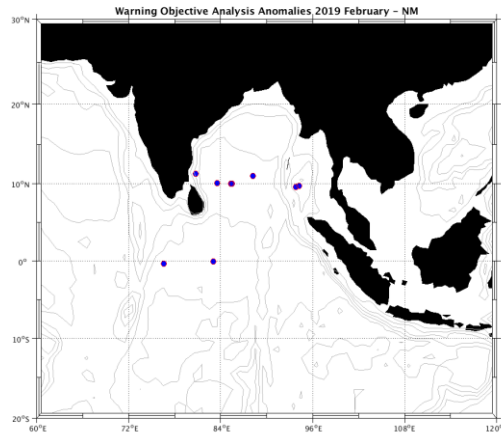 Warning Objective Analysis Anomalies 2019 February – NM
30°N
20°N
10°N
0°
10°S
20°S
60°E 72°E 84°E 96°E 108°E 120°